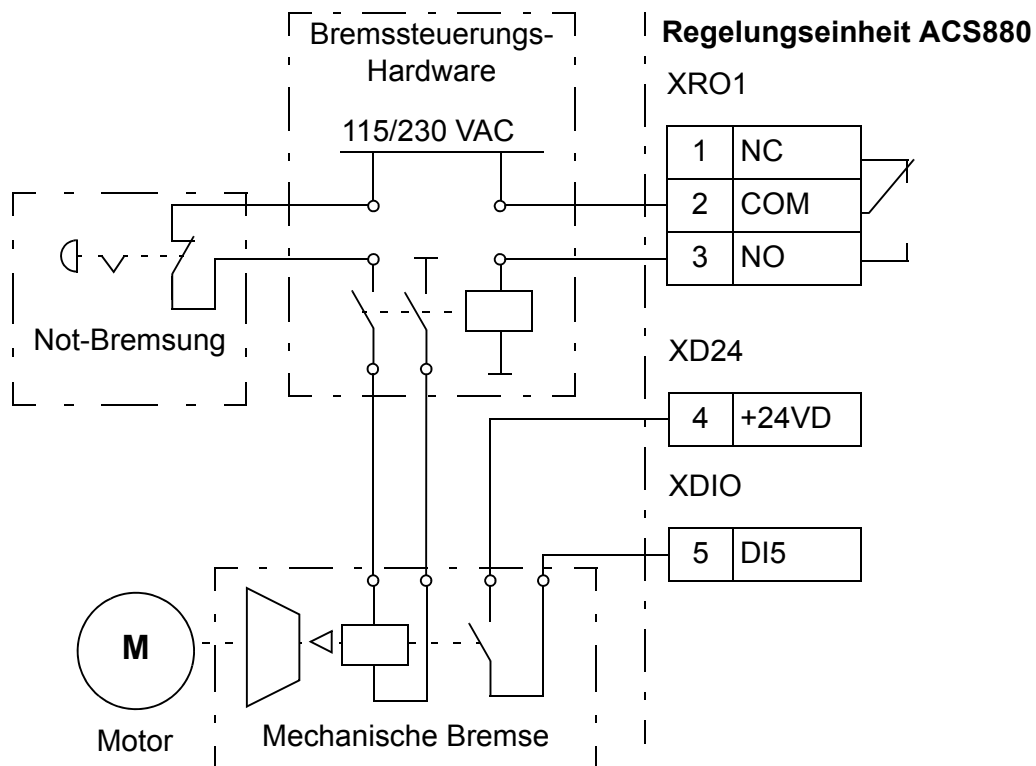 Bremssteuerungs-
Hardware
115/230 VAC
Regelungseinheit ACS880
XRO1
1 NC
2 COM
3 NO
Not-Bremsung
XD24
4 +24VD
XDIO
5 DI5
M
Motor
Mechanische Bremse